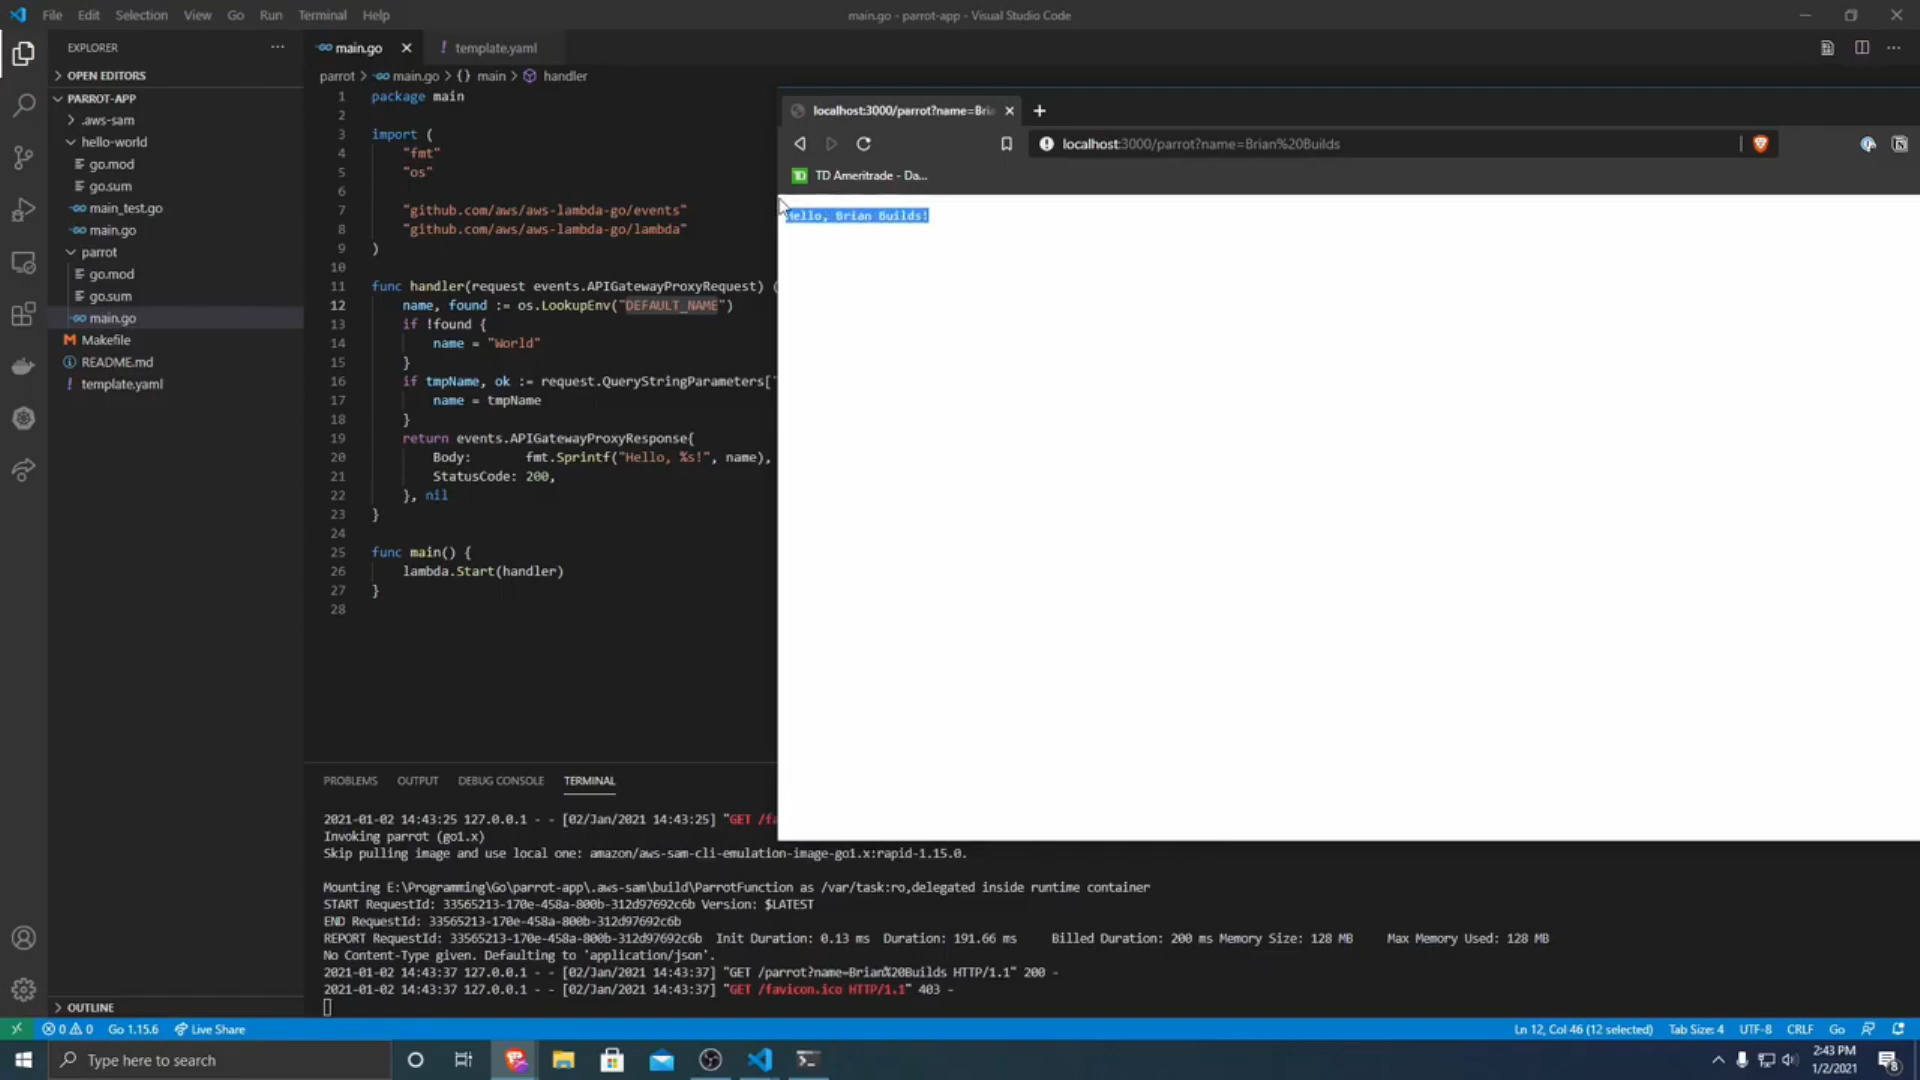 File Edit Selection View Go Run Terminal Help
main.go - parrot-app - Visual Studio Code
EXPLORER
OPEN EDITORS
PARROT-APP
.aws-sam
hello-world
go.mod
go.sum
main_test.go
main.go
parrot
go.mod
go.sum
main.go
Makefile
README.md
template.yaml
OUTLINE
main.go
template.yaml
parrot > main.go > {} main > handler
1 package main
2
3 import (
4 "fmt"
5 "os"
6
7 "github.com/aws/aws-lambda-go/events"
8 "github.com/aws/aws-lambda-go/lambda"
9 )
10
11 func handler(request events.APIGatewayProxyRequest) (
12 name, found := os.LookupEnv("DEFAULT_NAME")
13 if !found {
14 name = "World"
15 }
16 if tmpName, ok := request.QueryStringParameters["
17 name = tmpName
18 }
19 return events.APIGatewayProxyResponse{
20 Body: fmt.Sprintf("Hello, %s!", name),
21 StatusCode: 200,
22 }, nil
23 }
24
25 func main() {
26 lambda.Start(handler)
27 }
28
localhost:3000/parrot?name=Bri
localhost:3000/parrot?name=Brian%20Builds
TD Ameritrade - Da...
Hello, Brian Builds!
PROBLEMS OUTPUT DEBUG CONSOLE TERMINAL
2021-01-02 14:43:25 127.0.0.1 - - [02/Jan/2021 14:43:25] "GET /fa
Invoking parrot (go1.x)
Skip pulling image and use local one: amazon/aws-sam-cli-emulation-image-go1.x:rapid-1.15.0.
Mounting E:\Programming\Go\parrot-app\.aws-sam\build\ParrotFunction as /var/task:ro,delegated inside runtime container
START RequestId: 33565213-170e-458a-800b-312d97692c6b Version: $LATEST
END RequestId: 33565213-170e-458a-800b-312d97692c6b
REPORT RequestId: 33565213-170e-458a-800b-312d97692c6b Init Duration: 0.13 ms Duration: 191.66 ms Billed Duration: 200 ms Memory Size: 128 MB Max Memory Used: 128 MB
No Content-Type given. Defaulting to 'application/json'.
2021-01-02 14:43:37 127.0.0.1 - - [02/Jan/2021 14:43:37] "GET /parrot?name=Brian%20Builds HTTP/1.1" 200 -
2021-01-02 14:43:37 127.0.0.1 - - [02/Jan/2021 14:43:37] "GET /favicon.ico HTTP/1.1" 403 -
0 0 Go 1.15.6 Live Share
Ln 12, Col 46 (12 selected) Tab Size: 4 UTF-8 CRLF Go
Type here to search
2:43 PM
1/2/2021